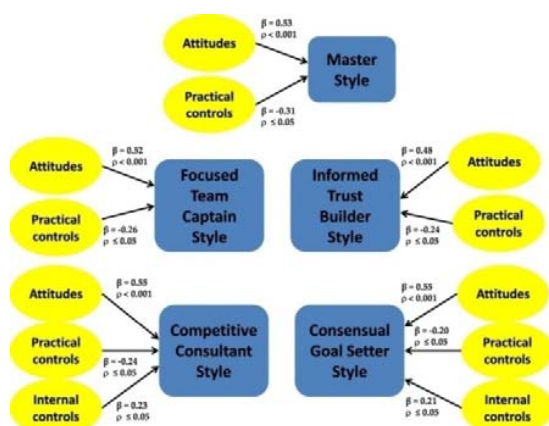 Attitudes
β = 0.53
ρ < 0.001
Master
Style
Practical
controls
β = -0.31
ρ ≤ 0.05
Attitudes
β = 0.52
ρ < 0.001
Focused
Team
Captain
Style
Practical
controls
β = -0.26
ρ ≤ 0.05
Informed
Trust
Builder
Style
β = 0.48
ρ < 0.001
Attitudes
β = -0.24
ρ ≤ 0.05
Practical
controls
Attitudes
β = 0.55
ρ < 0.001
Competitive
Consultant
Style
Practical
controls
β = -0.24
ρ ≤ 0.05
Internal
controls
β = 0.23
ρ ≤ 0.05
Consensual
Goal Setter
Style
β = 0.55
ρ < 0.001
Attitudes
β = -0.20
ρ ≤ 0.05
Practical
controls
β = 0.21
ρ ≤ 0.05
Internal
controls